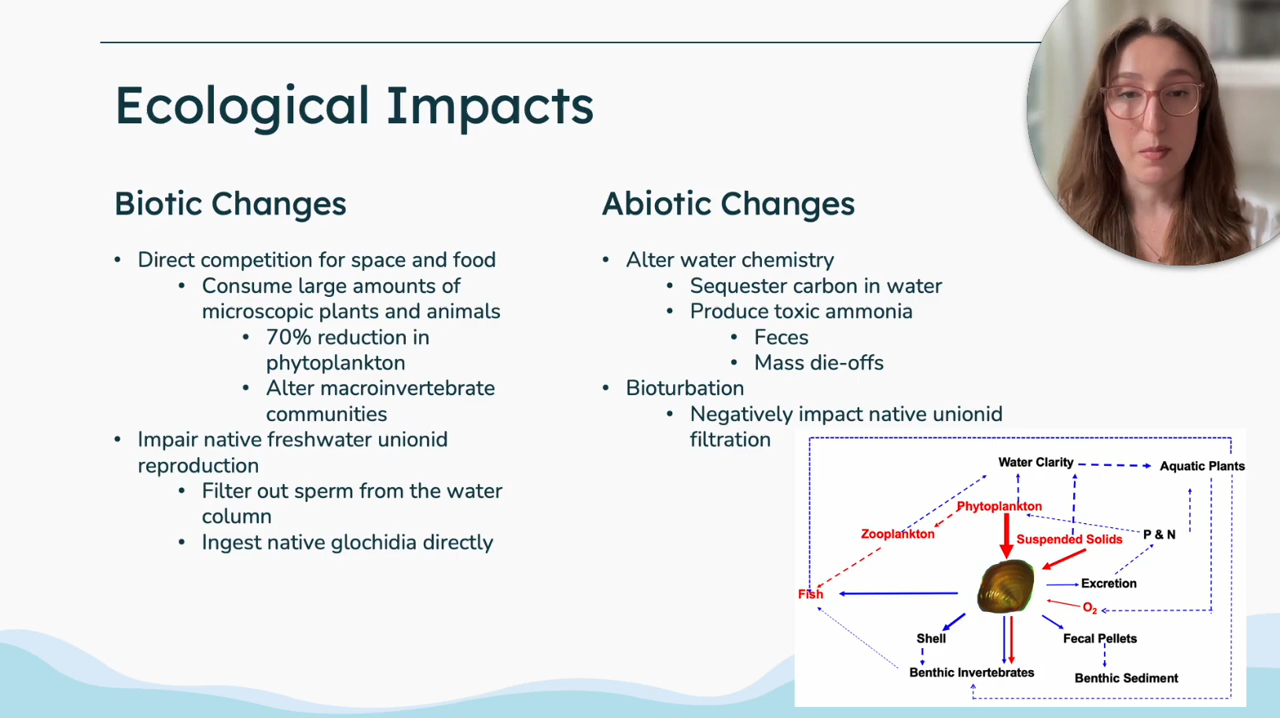 Ecological Impacts
Biotic Changes
• Direct competition for space and food
• Consume large amounts of
microscopic plants and animals
• 70% reduction in
phytoplankton
• Alter macroinvertebrate
communities
• Impair native freshwater unionid
reproduction
• Filter out sperm from the water
column
• Ingest native glochidia directly
Abiotic Changes
• Alter water chemistry
• Sequester carbon in water
• Produce toxic ammonia
• Feces
• Mass die-offs
• Bioturbation
• Negatively impact native unionid
filtration
Water Clarity
Aquatic Plants
Phytoplankton
Zooplankton
Suspended Solids
P & N
Excretion
Fish
O2
Shell
Fecal Pellets
Benthic Invertebrates
Benthic Sediment